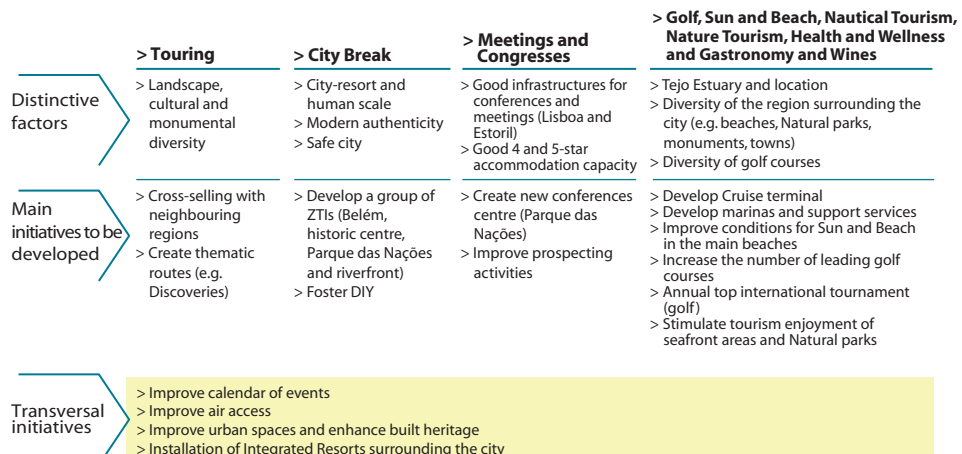 > Touring
> City Break
> Meetings and
Congresses
> Golf, Sun and Beach, Nautical Tourism,
Nature Tourism, Health and Wellness
and Gastronomy and Wines
Distinctive
factors
> Landscape,
cultural and
monumental
diversity
> City-resort and
human scale
> Modern authenticity
> Safe city
> Good infrastructures for
conferences and
meetings (Lisboa and
Estoril)
> Good 4 and 5-star
accommodation capacity
> Tejo Estuary and location
> Diversity of the region surrounding the
city (e.g. beaches, Natural parks,
monuments, towns)
> Diversity of golf courses
Main
initiatives to be
developed
> Cross-selling with
neighbouring
regions
> Create thematic
routes (e.g.
Discoveries)
> Develop a group of
ZTIs (Belém,
historic centre,
Parque das Nações
and riverfront)
> Foster DIY
> Create new conferences
centre (Parque das
Nações)
> Improve prospecting
activities
> Develop Cruise terminal
> Develop marinas and support services
> Improve conditions for Sun and Beach
in the main beaches
> Increase the number of leading golf
courses
> Annual top international tournament
(golf)
> Stimulate tourism enjoyment of
seafront areas and Natural parks
Transversal
initiatives
> Improve calendar of events
> Improve air access
> Improve urban spaces and enhance built heritage
> Installation of Integrated Resorts surrounding the city